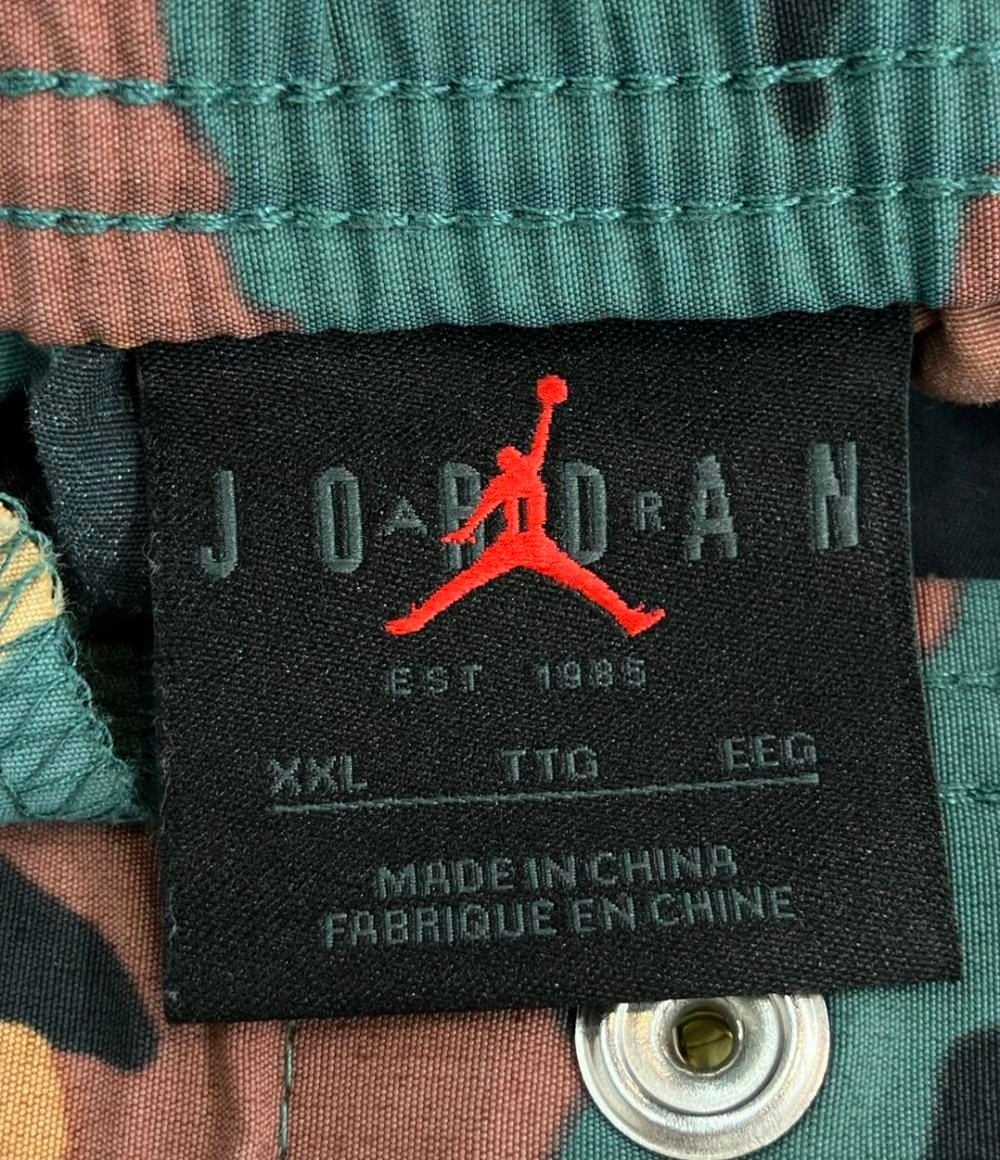 JORDAN
AIR
EST 1985
XXL TTG EEG
MADE IN CHINA
FABRIQUE EN CHINE